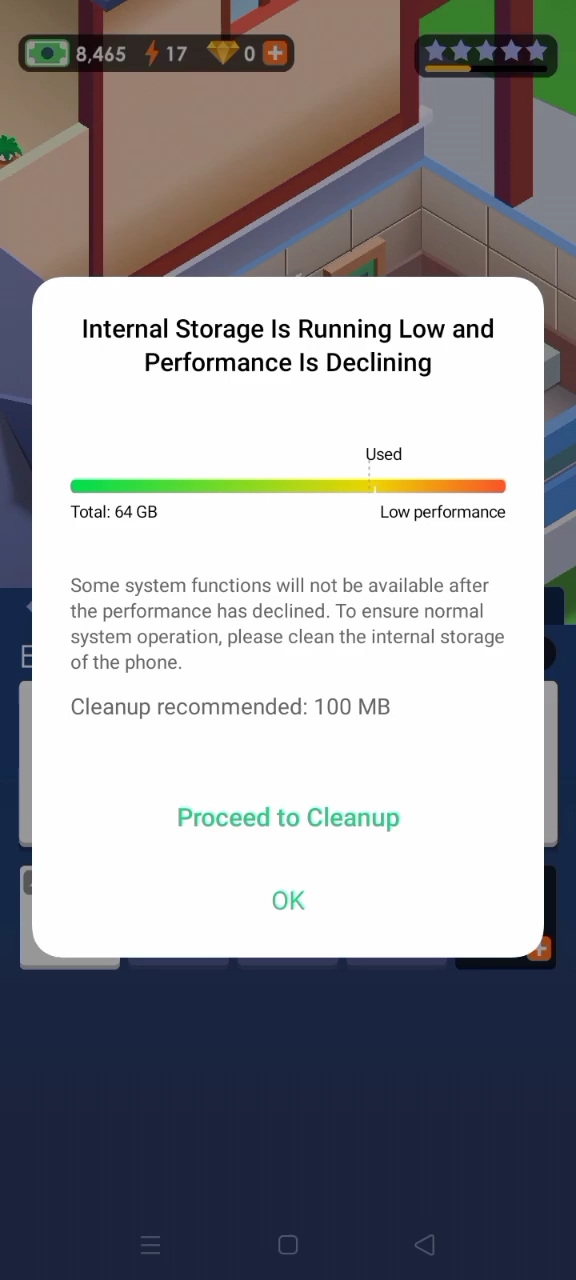 8,465 17 0
Internal Storage Is Running Low and
Performance Is Declining
Used
Total: 64 GB Low performance
Some system functions will not be available after
the performance has declined. To ensure normal
system operation, please clean the internal storage
of the phone.
Cleanup recommended: 100 MB
Proceed to Cleanup
OK